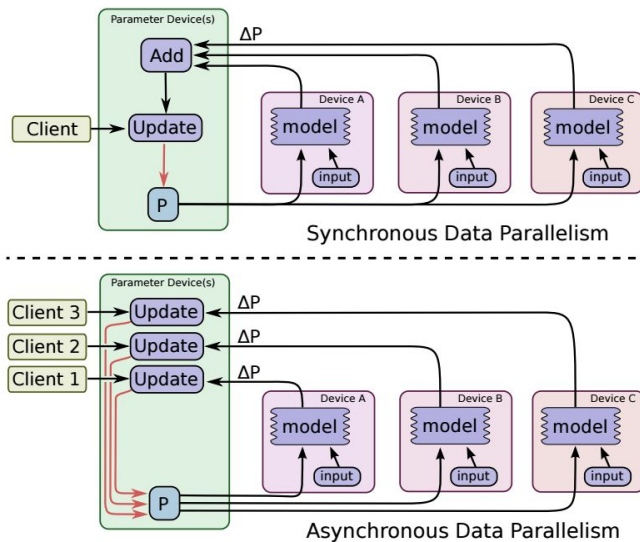 Parameter Device(s)
ΔP
Add
Device A
Device B
Device C
Client
Update
model
model
model
input
input
input
P
Synchronous Data Parallelism
Parameter Device(s)
Client 3
Update
ΔP
Client 2
Update
ΔP
Client 1
Update
ΔP
Device A
Device B
Device C
model
model
model
input
input
input
P
Asynchronous Data Parallelism